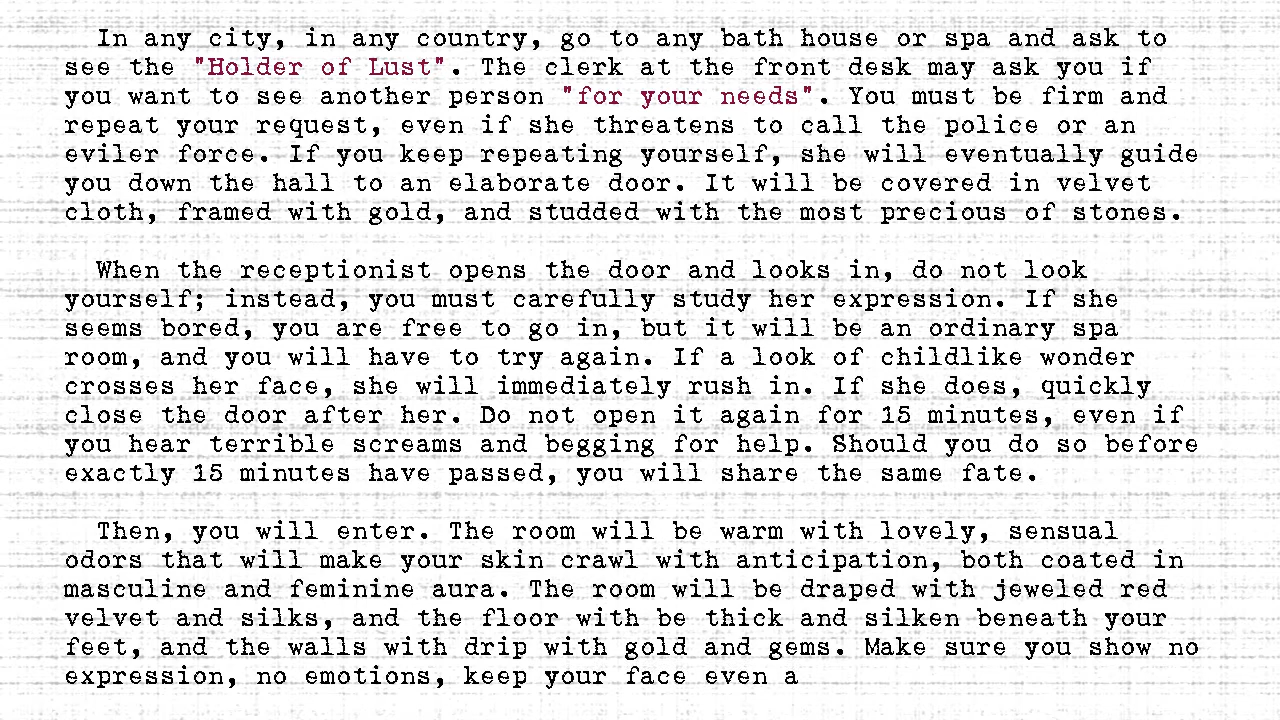 In any city, in any country, go to any bath house or spa and ask to
see the "Holder of Lust". The clerk at the front desk may ask you if
you want to see another person "for your needs". You must be firm and
repeat your request, even if she threatens to call the police or an
eviler force. If you keep repeating yourself, she will eventually guide
you down the hall to an elaborate door. It will be covered in velvet
cloth, framed with gold, and studded with the most precious of stones.
When the receptionist opens the door and looks in, do not look
yourself; instead, you must carefully study her expression. If she
seems bored, you are free to go in, but it will be an ordinary spa
room, and you will have to try again. If a look of childlike wonder
crosses her face, she will immediately rush in. If she does, quickly
close the door after her. Do not open it again for 15 minutes, even if
you hear terrible screams and begging for help. Should you do so before
exactly 15 minutes have passed, you will share the same fate.
Then, you will enter. The room will be warm with lovely, sensual
odors that will make your skin crawl with anticipation, both coated in
masculine and feminine aura. The room will be draped with jeweled red
velvet and silks, and the floor with be thick and silken beneath your
feet, and the walls with drip with gold and gems. Make sure you show no
expression, no emotions, keep your face even a